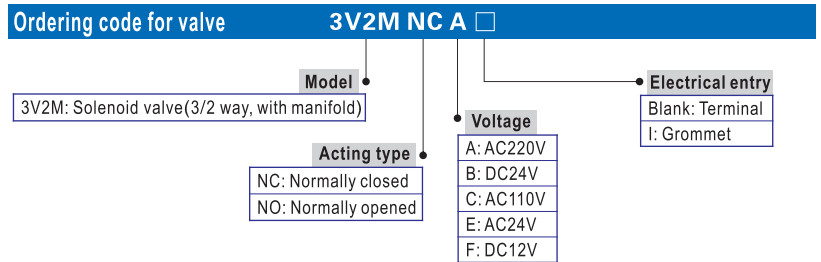 Ordering code for valve 3V2M NC A □
Model
3V2M: Solenoid valve(3/2 way, with manifold)
Acting type
NC: Normally closed
NO: Normally opened
Voltage
A: AC220V
B: DC24V
C: AC110V
E: AC24V
F: DC12V
Electrical entry
Blank: Terminal
I: Grommet